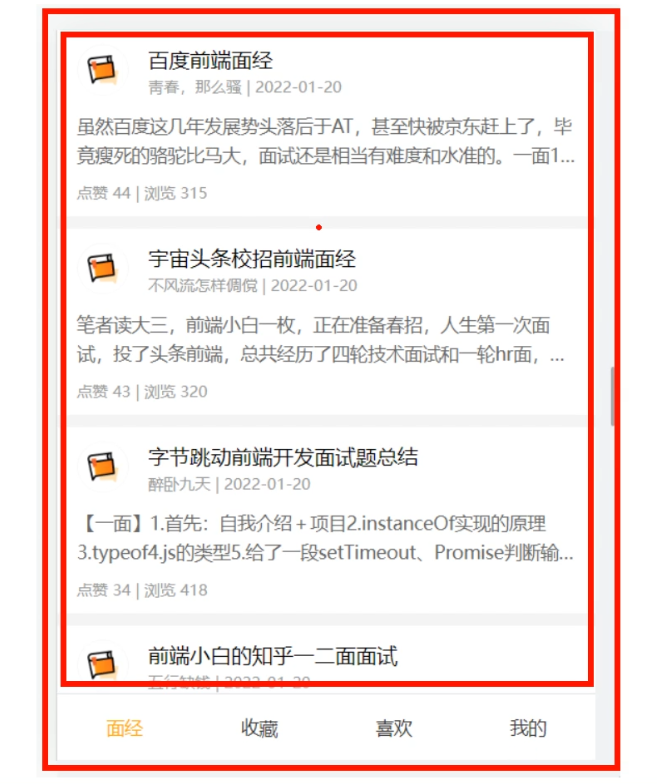 百度前端面经
青春，那么骚 | 2022-01-20
虽然百度这几年发展势头落后于AT，甚至快被京东赶上了，毕
竟瘦死的骆驼比马大，面试还是相当有难度和水准的。一面1...
点赞 44 | 浏览 315
宇宙头条校招前端面经
不风流怎样倜傥 | 2022-01-20
笔者读大三，前端小白一枚，正在准备春招，人生第一次面
试，投了头条前端，总共经历了四轮技术面试和一轮hr面，...
点赞 43 | 浏览 320
字节跳动前端开发面试题总结
醉卧九天 | 2022-01-20
【一面】1.首先：自我介绍＋项目2.instanceOf实现的原理
3.typeof4.js的类型5.给了一段setTimeout、Promise判断输...
点赞 34 | 浏览 418
前端小白的知乎一二面面试
五行缺钱 | 2022-01-20
面经 收藏 喜欢 我的